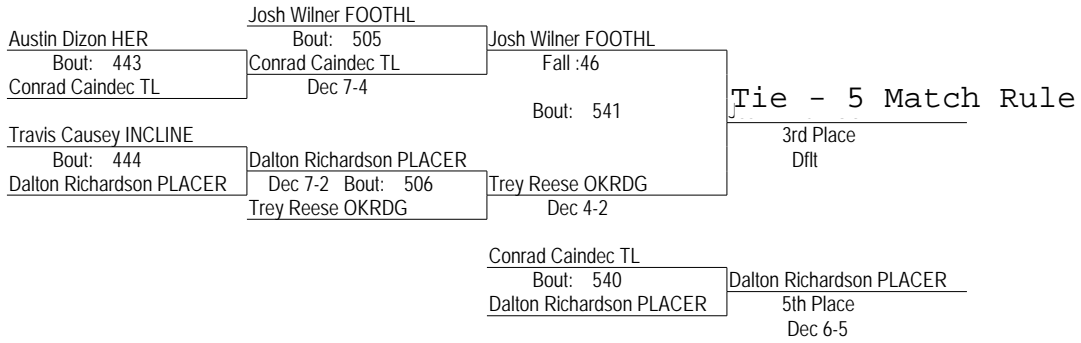 Josh Wilner FOOTHL
Austin Dizon HER
Bout: 505
Josh Wilner FOOTHL
Bout: 443
Conrad Caindec TL
Fall :46
Conrad Caindec TL
Dec 7-4
Tie - 5 Match Rule
Bout: 541
3rd Place
Dflt
Travis Causey INCLINE
Bout: 444
Dalton Richardson PLACER
Dalton Richardson PLACER
Dec 7-2 Bout: 506
Trey Reese OKRDG
Trey Reese OKRDG
Dec 4-2
Conrad Caindec TL
Bout: 540
Dalton Richardson PLACER
Dalton Richardson PLACER
5th Place
Dec 6-5